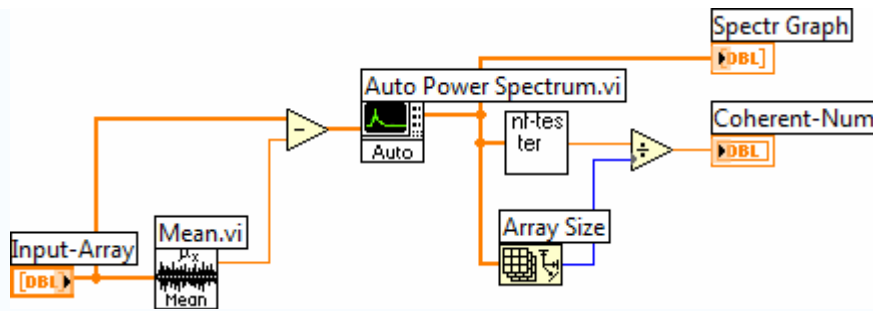 Spectr Graph
[DBL]
Auto Power Spectrum.vi
Auto
nf-tes
ter
Coherent-Num
DBL
Array Size
Mean.vi
μx
Mean
Input-Array
[DBL]